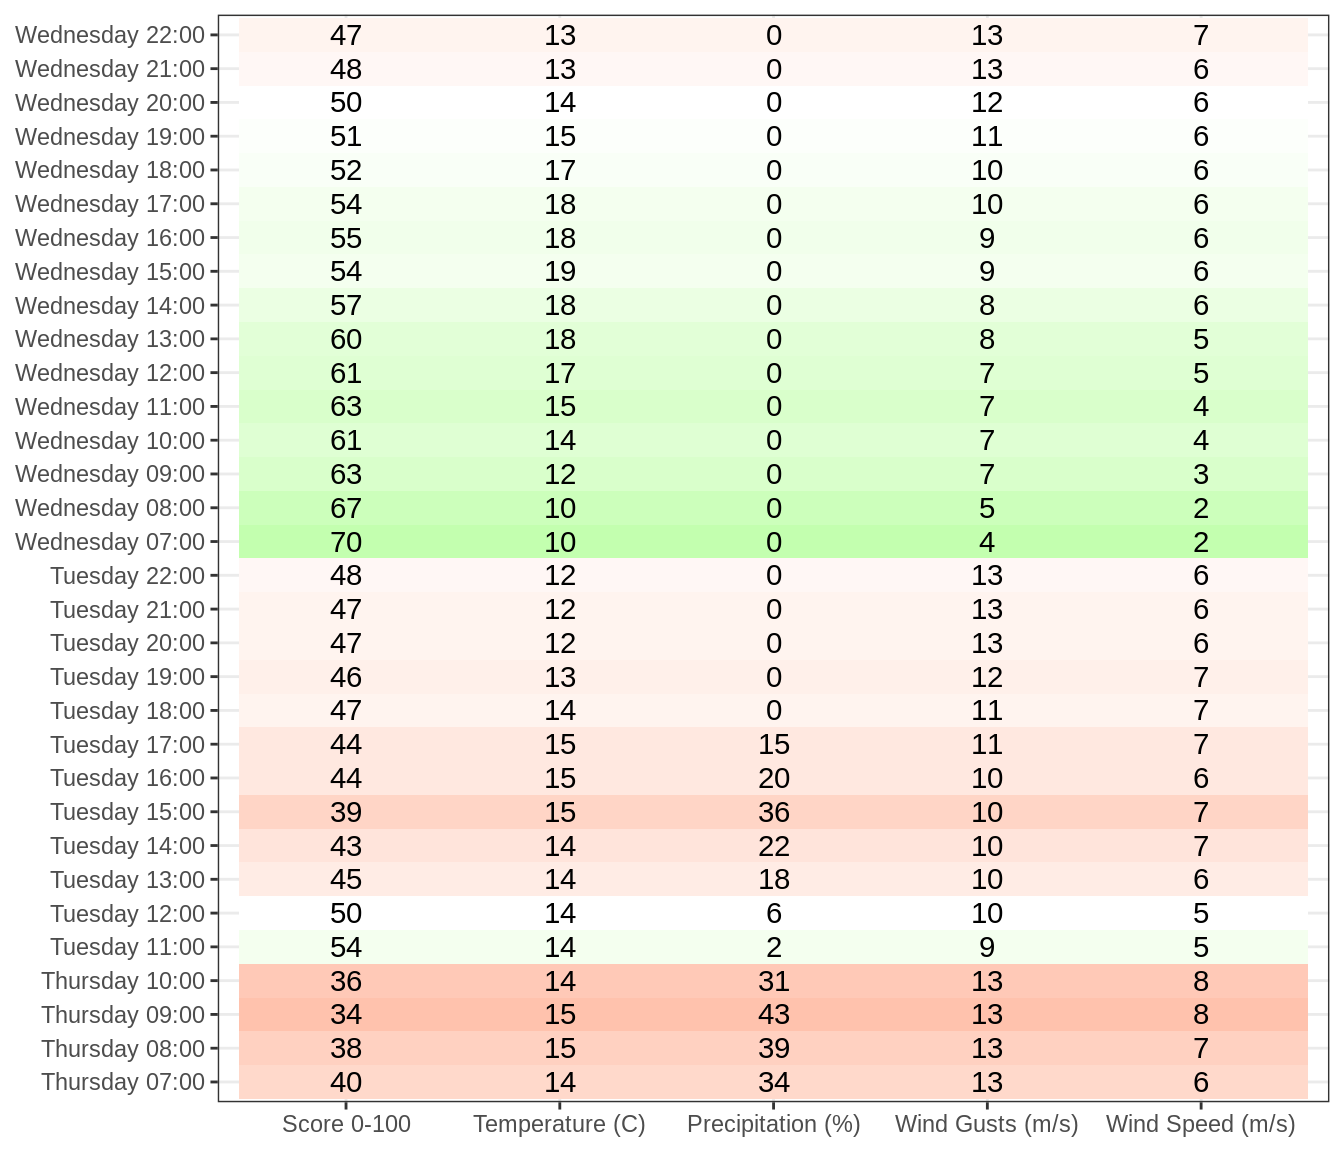 Wednesday 22:00 47 13 0 13 7
Wednesday 21:00 48 13 0 13 6
Wednesday 20:00 50 14 0 12 6
Wednesday 19:00 51 15 0 11 6
Wednesday 18:00 52 17 0 10 6
Wednesday 17:00 54 18 0 10 6
Wednesday 16:00 55 18 0 9 6
Wednesday 15:00 54 19 0 9 6
Wednesday 14:00 57 18 0 8 6
Wednesday 13:00 60 18 0 8 5
Wednesday 12:00 61 17 0 7 5
Wednesday 11:00 63 15 0 7 4
Wednesday 10:00 61 14 0 7 4
Wednesday 09:00 63 12 0 7 3
Wednesday 08:00 67 10 0 5 2
Wednesday 07:00 70 10 0 4 2
Tuesday 22:00 48 12 0 13 6
Tuesday 21:00 47 12 0 13 6
Tuesday 20:00 47 12 0 13 6
Tuesday 19:00 46 13 0 12 7
Tuesday 18:00 47 14 0 11 7
Tuesday 17:00 44 15 15 11 7
Tuesday 16:00 44 15 20 10 6
Tuesday 15:00 39 15 36 10 7
Tuesday 14:00 43 14 22 10 7
Tuesday 13:00 45 14 18 10 6
Tuesday 12:00 50 14 6 10 5
Tuesday 11:00 54 14 2 9 5
Thursday 10:00 36 14 31 13 8
Thursday 09:00 34 15 43 13 8
Thursday 08:00 38 15 39 13 7
Thursday 07:00 40 14 34 13 6
Score 0-100 Temperature (C) Precipitation (%) Wind Gusts (m/s) Wind Speed (m/s)